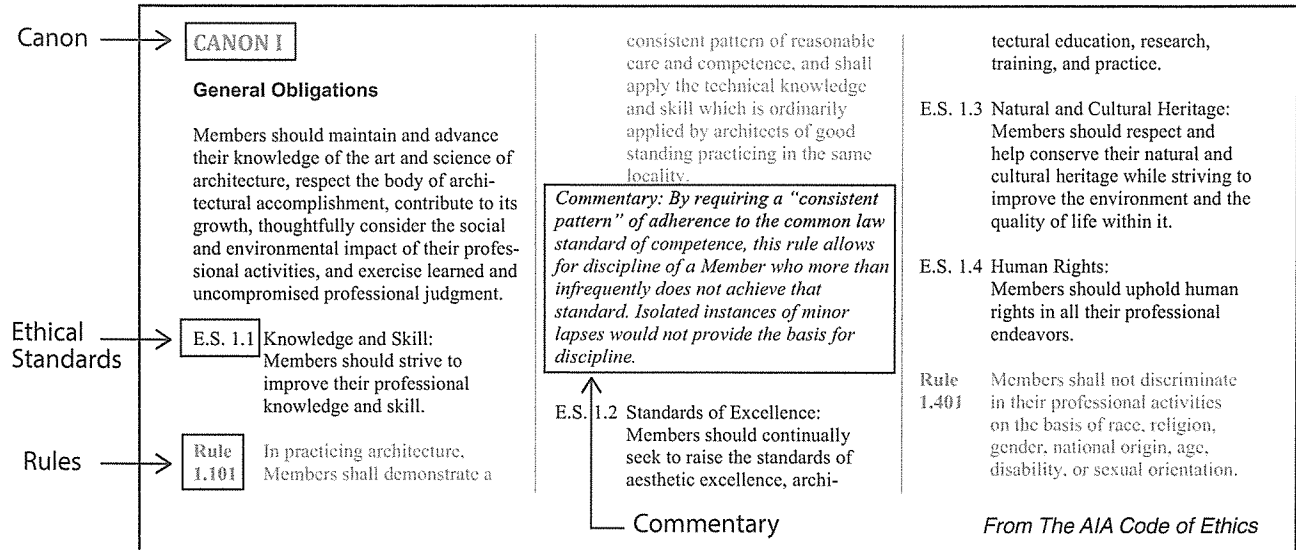 Canon
CANON I
General Obligations
Members should maintain and advance
their knowledge of the art and science of
architecture, respect the body of archi-
tectural accomplishment, contribute to its
growth, thoughtfully consider the social
and environmental impact of their profes-
sional activities, and exercise learned and
uncompromised professional judgment.
Ethical
Standards
E.S. 1.1 Knowledge and Skill:
Members should strive to
improve their professional
knowledge and skill.
Rules
Rule In practicing architecture,
1.101 Members shall demonstrate a
consistent pattern of reasonable
care and competence, and shall
apply the technical knowledge
and skill which is ordinarily
applied by architects of good
standing practicing in the same
locality.
Commentary: By requiring a “consistent
pattern” of adherence to the common law
standard of competence, this rule allows
for discipline of a Member who more than
infrequently does not achieve that
standard. Isolated instances of minor
lapses would not provide the basis for
discipline.
E.S. 1.2 Standards of Excellence:
Members should continually
seek to raise the standards of
aesthetic excellence, archi-
Commentary
tectural education, research,
training, and practice.
E.S. 1.3 Natural and Cultural Heritage:
Members should respect and
help conserve their natural and
cultural heritage while striving to
improve the environment and the
quality of life within it.
E.S. 1.4 Human Rights:
Members should uphold human
rights in all their professional
endeavors.
Rule Members shall not discriminate
1.401 in their professional activities
on the basis of race, religion,
gender, national origin, age,
disability, or sexual orientation.
From The AIA Code of Ethics